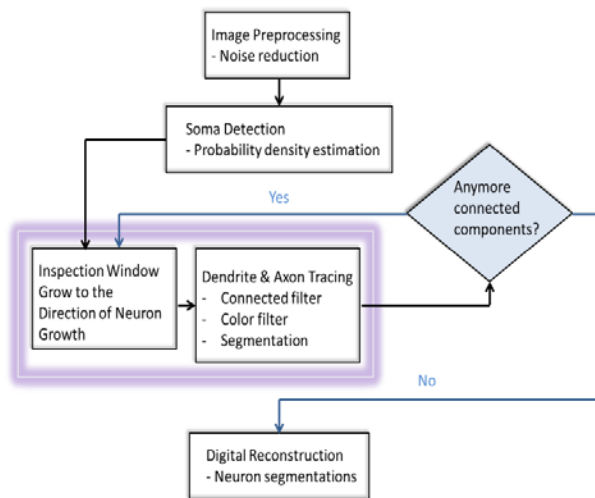 Image Preprocessing
- Noise reduction
Soma Detection
- Probability density estimation
Anymore
connected
components?
Yes
Inspection Window
Grow to the
Direction of Neuron
Growth
Dendrite & Axon Tracing
- Connected filter
- Color filter
- Segmentation
No
Digital Reconstruction
- Neuron segmentations